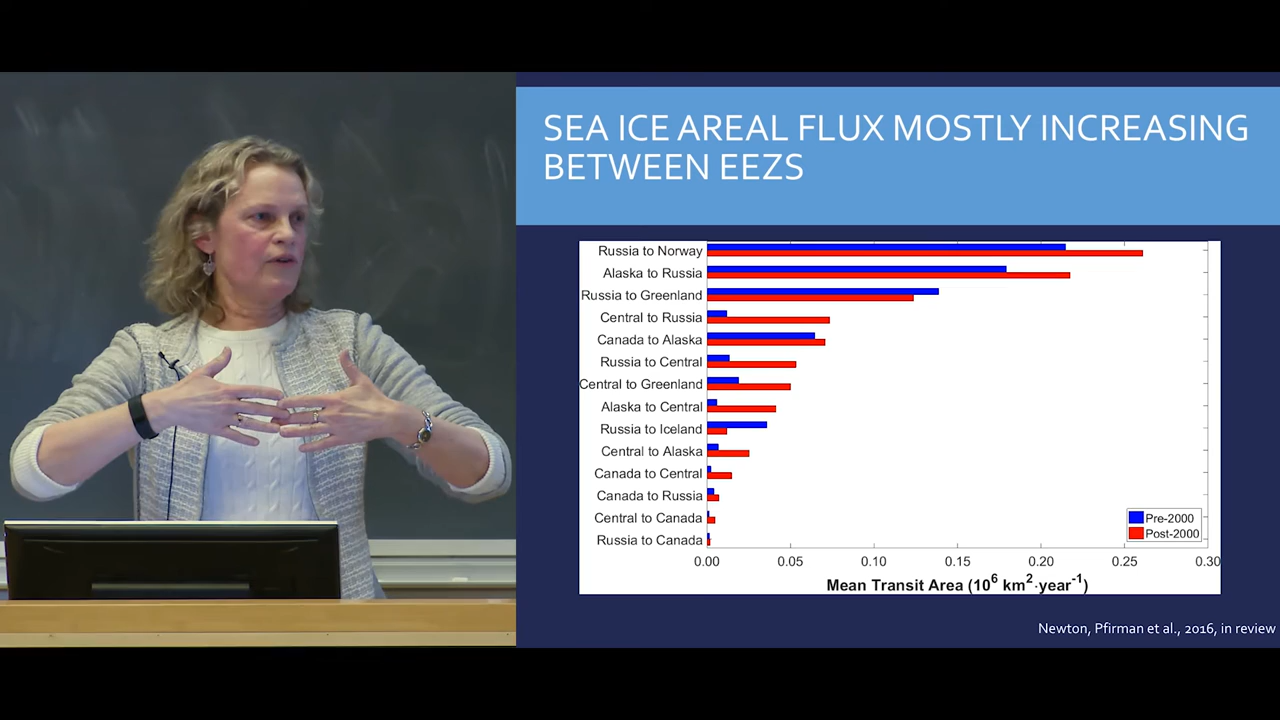 SEA ICE AREAL FLUX MOSTLY INCREASING
BETWEEN EEZS
Russia to Norway
Alaska to Russia
Russia to Greenland
Central to Russia
Canada to Alaska
Russia to Central
Central to Greenland
Alaska to Central
Russia to Iceland
Central to Alaska
Canada to Central
Canada to Russia
Central to Canada
Russia to Canada
Pre-2000
Post-2000
0.00 0.05 0.10 0.15 0.20 0.25 0.30
Mean Transit Area (10⁶ km²·year⁻¹)
Newton, Pfirman et al., 2016, in review